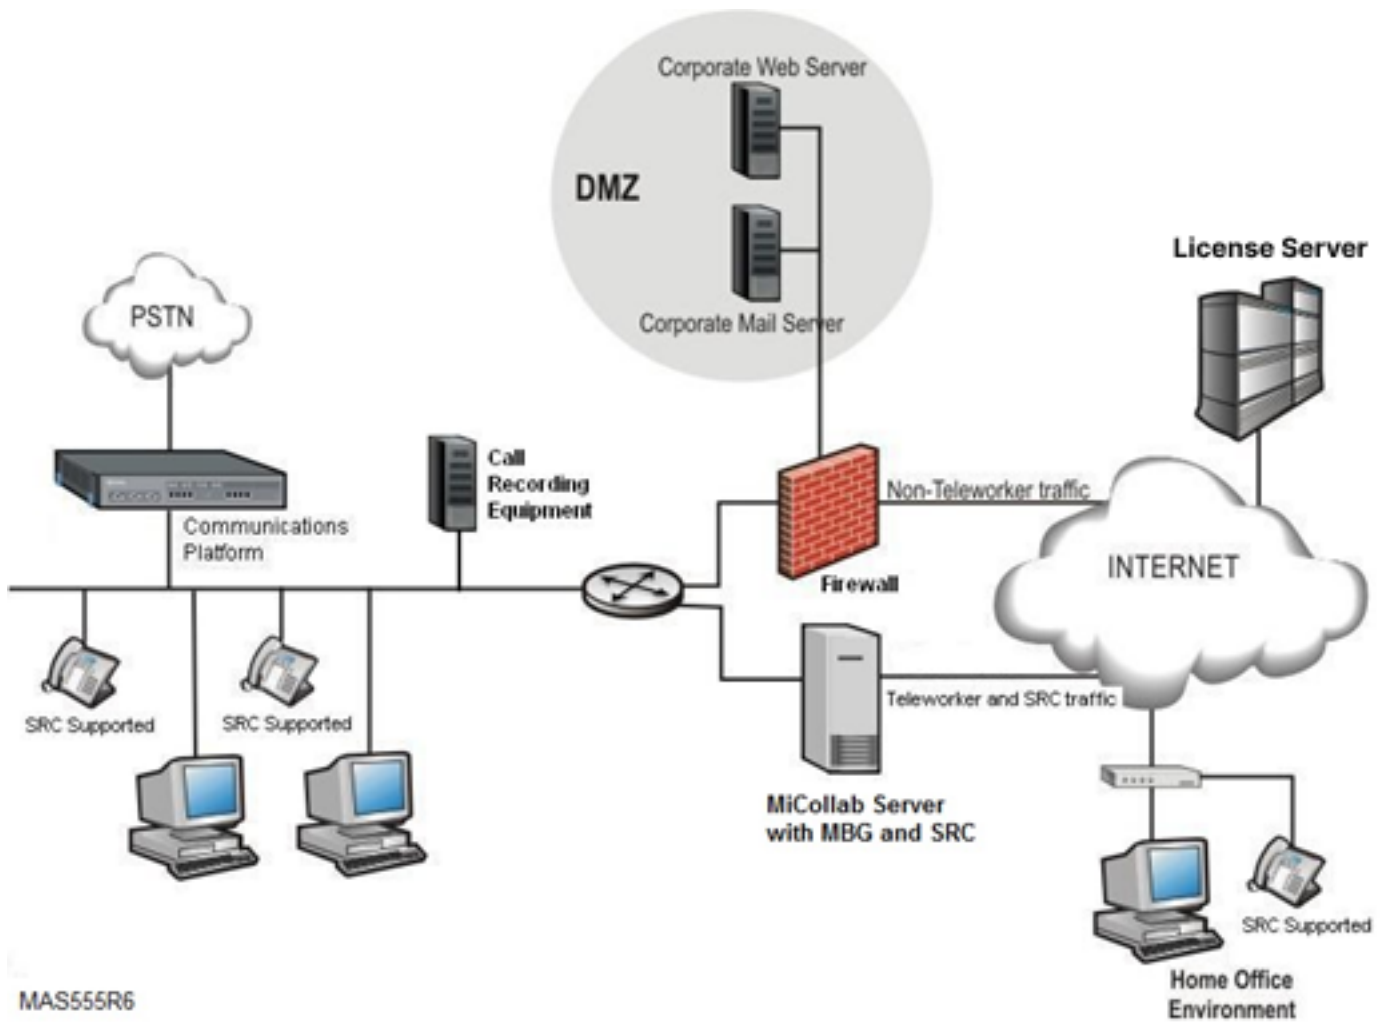 Corporate Web Server
DMZ
Corporate Mail Server
License Server
PSTN
Call
Recording
Equipment
Communications
Platform
Non-Teleworker traffic
INTERNET
Firewall
SRC Supported
SRC Supported
Teleworker and SRC traffic
MiCollab Server
with MBG and SRC
SRC Supported
Home Office
Environment
MAS555R6